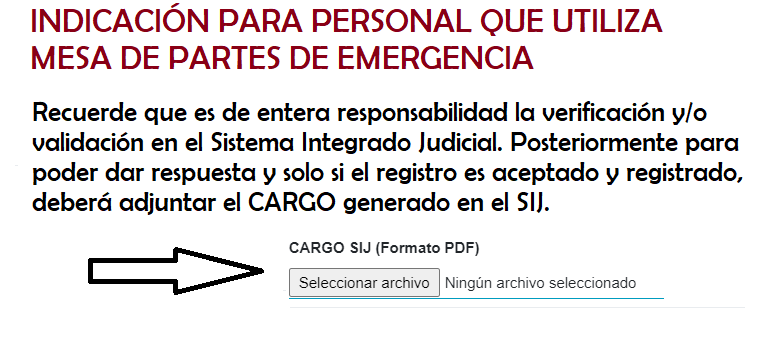 INDICACIÓN PARA PERSONAL QUE UTILIZA
MESA DE PARTES DE EMERGENCIA
Recuerde que es de entera responsabilidad la verificación y/o
validación en el Sistema Integrado Judicial. Posteriormente para
poder dar respuesta y solo si el registro es aceptado y registrado,
deberá adjuntar el CARGO generado en el SIJ.
CARGO SIJ (Formato PDF)
Seleccionar archivo Ningún archivo seleccionado